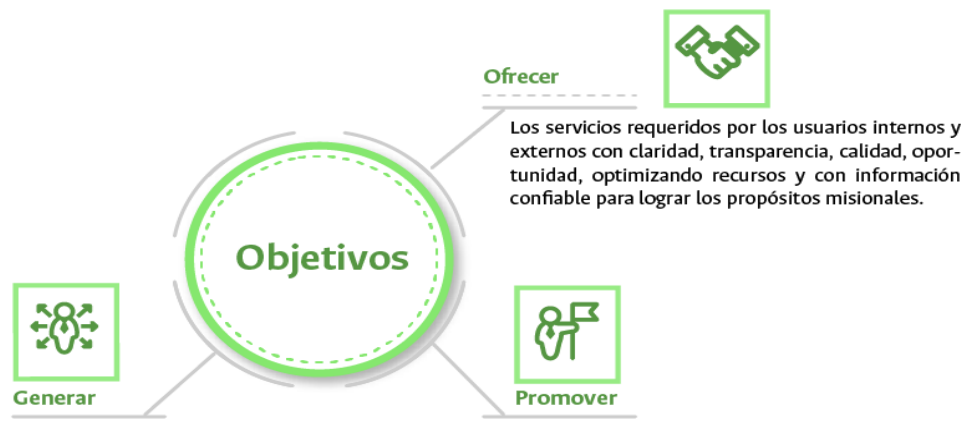 Ofrecer
Los servicios requeridos por los usuarios internos y
externos con claridad, transparencia, calidad, opor-
tunidad, optimizando recursos y con información
confiable para lograr los propósitos misionales.
Objetivos
Generar
Promover